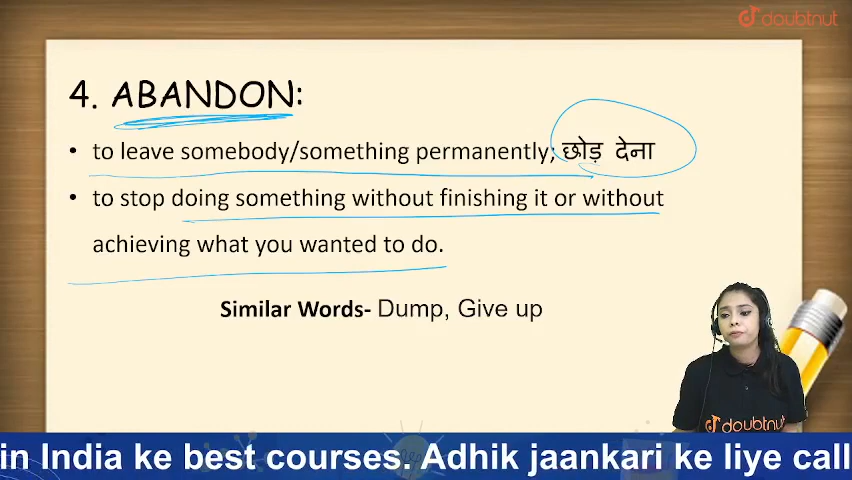 doubtnut
4. ABANDON:
• to leave somebody/something permanently; छोड़ देना
• to stop doing something without finishing it or without
achieving what you wanted to do.
Similar Words- Dump, Give up
doubtnut
in India ke best courses. Adhik jaankari ke liye call